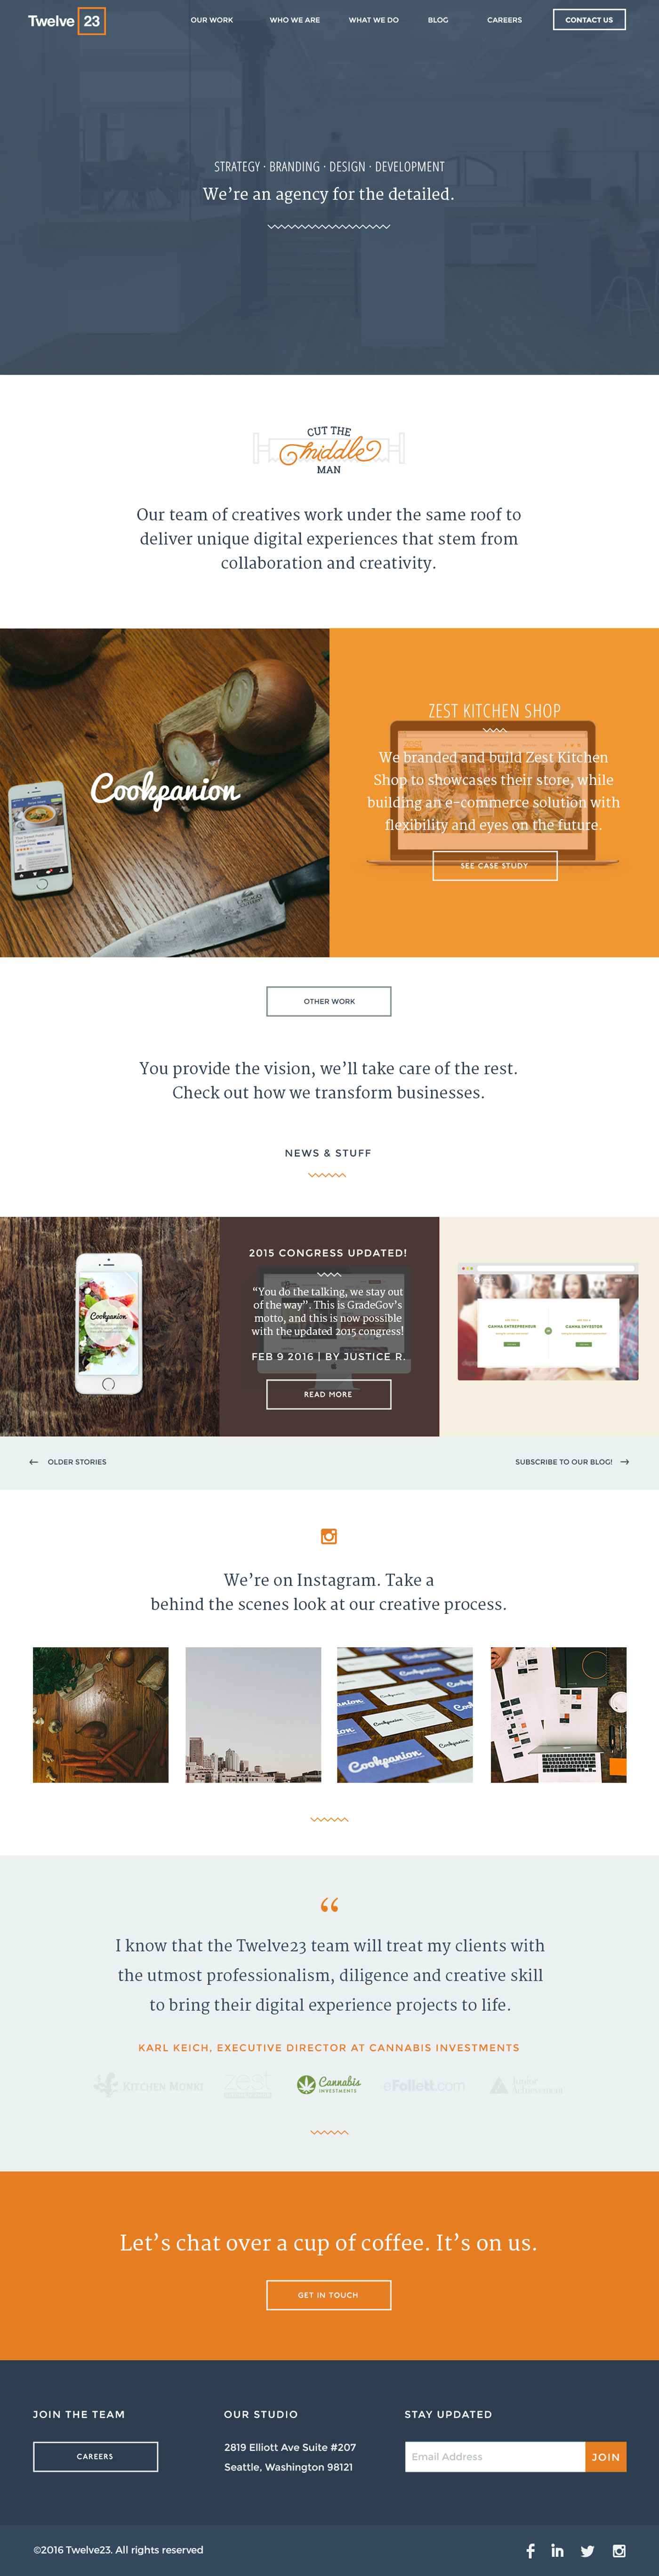 Twelve 23
OUR WORK
WHO WE ARE
WHAT WE DO
BLOG
CAREERS
CONTACT US
STRATEGY · BRANDING · DESIGN · DEVELOPMENT
We’re an agency for the detailed.
CUT THE
middle
MAN
Our team of creatives work under the same roof to
deliver unique digital experiences that stem from
collaboration and creativity.
Cookpanion
ZEST KITCHEN SHOP
We branded and build Zest Kitchen
Shop to showcases their store, while
building an e-commerce solution with
flexibility and eyes on the future.
SEE CASE STUDY
OTHER WORK
You provide the vision, we’ll take care of the rest.
Check out how we transform businesses.
NEWS & STUFF
Cookpanion
2015 CONGRESS UPDATED!
“You do the talking, we stay out
of the way”. This is GradeGov’s
motto, and this is now possible
with the updated 2015 congress!
FEB 9 2016 | BY JUSTICE R.
READ MORE
CANNA ENTREPRENEUR
CANNA INVESTOR
← OLDER STORIES
SUBSCRIBE TO OUR BLOG! →
We’re on Instagram. Take a
behind the scenes look at our creative process.
Cookpanion
“
I know that the Twelve23 team will treat my clients with
the utmost professionalism, diligence and creative skill
to bring their digital experience projects to life.
KARL KEICH, EXECUTIVE DIRECTOR AT CANNABIS INVESTMENTS
KITCHEN MONKI
zest
Cannabis
INVESTMENTS
eFollett.com
Junior
Achievement
Let’s chat over a cup of coffee. It’s on us.
GET IN TOUCH
JOIN THE TEAM
CAREERS
OUR STUDIO
2819 Elliott Ave Suite #207
Seattle, Washington 98121
STAY UPDATED
Email Address
JOIN
©2016 Twelve23. All rights reserved